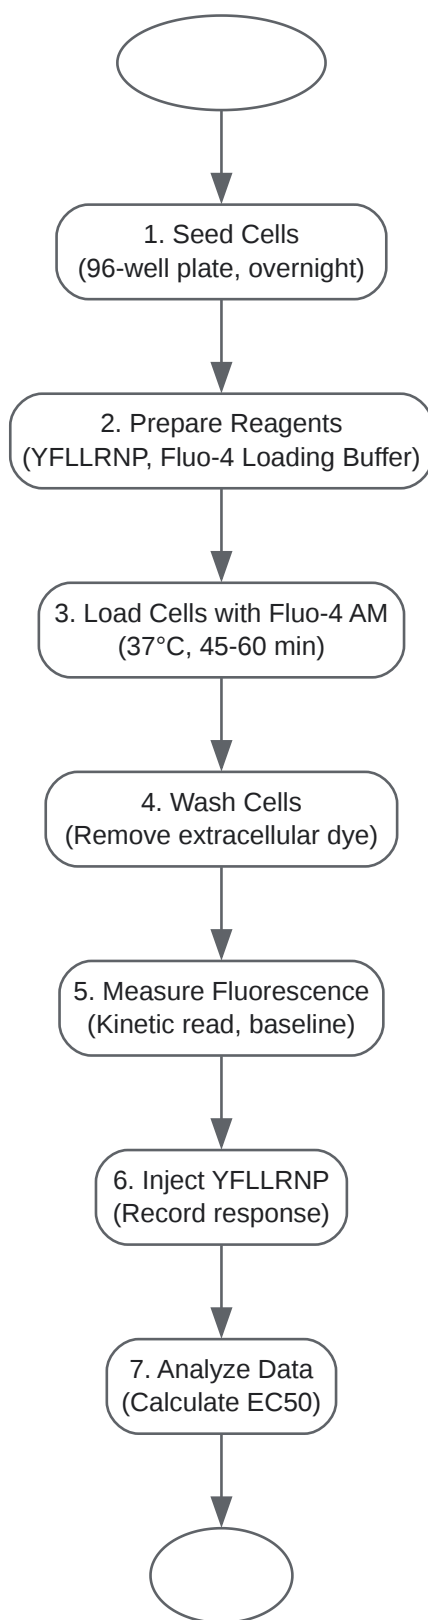 1. Seed Cells
(96-well plate, overnight)
2. Prepare Reagents
(YFLLRNP, Fluo-4 Loading Buffer)
3. Load Cells with Fluo-4 AM
(37°C, 45-60 min)
4. Wash Cells
(Remove extracellular dye)
5. Measure Fluorescence
(Kinetic read, baseline)
6. Inject YFLLRNP
(Record response)
7. Analyze Data
(Calculate EC50)